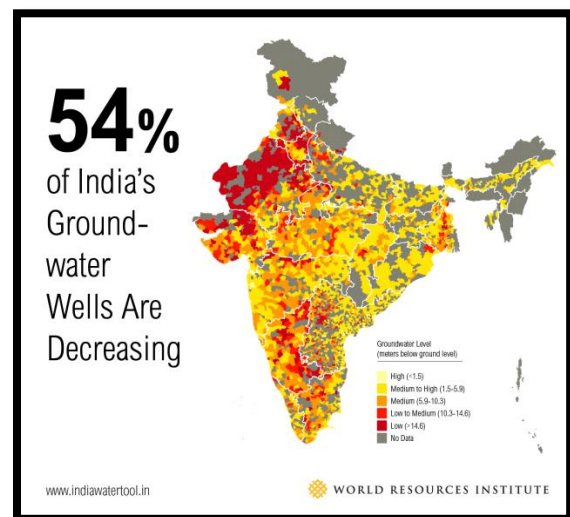 54%
of India's
Ground-
water
Wells Are
Decreasing
Groundwater Level
(meters below ground level)
High (<1.5)
Medium to High (1.5-5.9)
Medium (5.9-10.3)
Low to Medium (10.3-14.6)
Low (>14.6)
No Data
www.indiawatertool.in
WORLD RESOURCES INSTITUTE